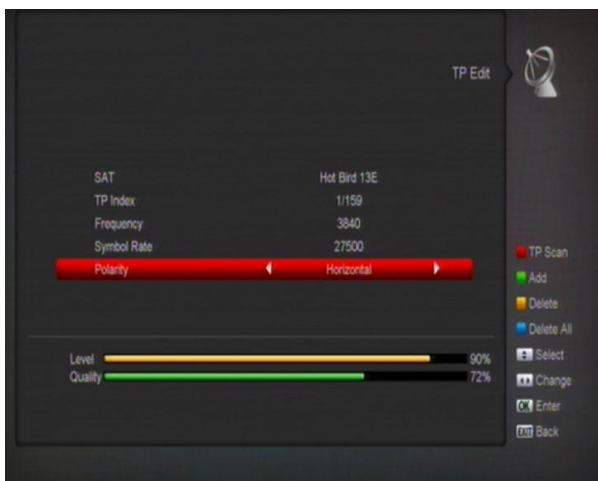 TP Edit
SAT Hot Bird 13E
TP Index 1/159
Frequency 3840
Symbol Rate 27500
Polarity Horizontal
Level 90%
Quality 72%
TP Scan
Add
Delete
Delete All
Select
Change
OK Enter
EXIT Back